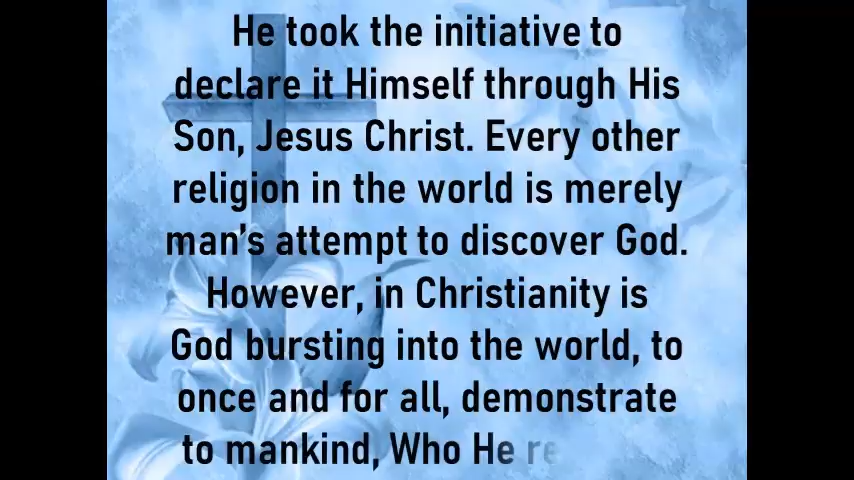 He took the initiative to
declare it Himself through His
Son, Jesus Christ. Every other
religion in the world is merely
man’s attempt to discover God.
However, in Christianity is
God bursting into the world, to
once and for all, demonstrate
to mankind, Who He